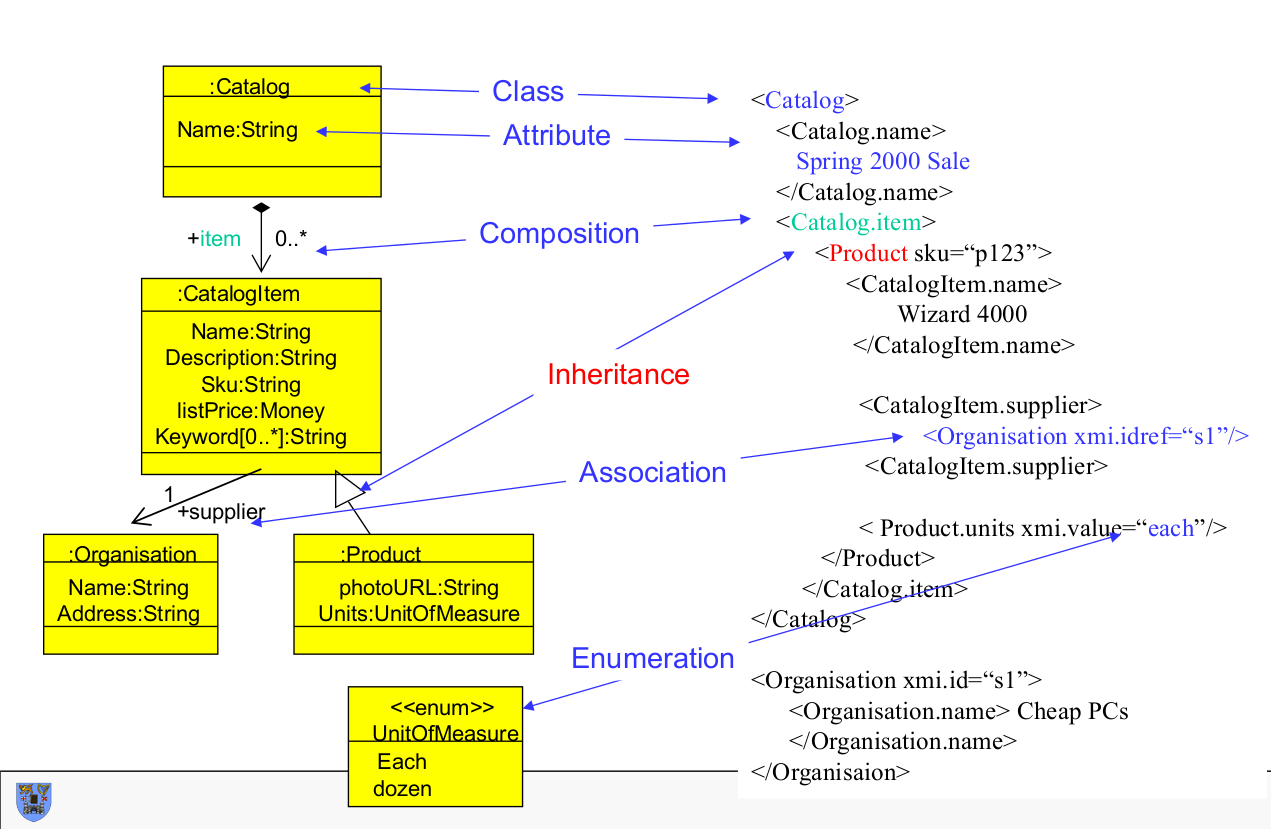 :Catalog
Name:String
+item 0..*
:CatalogItem
Name:String
Description:String
Sku:String
listPrice:Money
Keyword[0..*]:String
1
+supplier
:Organisation
Name:String
Address:String
:Product
photoURL:String
Units:UnitOfMeasure
<<enum>>
UnitOfMeasure
Each
dozen
Class
Attribute
Composition
Inheritance
Association
Enumeration
<Catalog>
<Catalog.name>
Spring 2000 Sale
</Catalog.name>
<Catalog.item>
<Product sku=“p123”>
<CatalogItem.name>
Wizard 4000
</CatalogItem.name>
<CatalogItem.supplier>
<Organisation xmi.idref=“s1”/>
<CatalogItem.supplier>
< Product.units xmi.value=“each”/>
</Product>
</Catalog.item>
</Catalog>
<Organisation xmi.id=“s1”>
<Organisation.name> Cheap PCs
</Organisation.name>
</Organisaion>